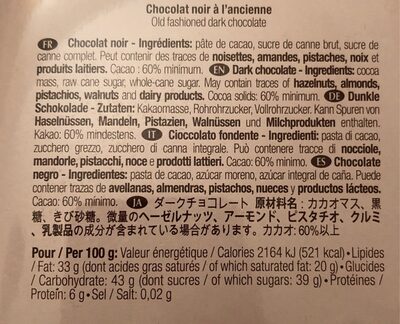 Chocolat noir à l'ancienne
Old fashioned dark chocolate
FR Chocolat noir - Ingrédients: pâte de cacao, sucre de canne brut, sucre de
canne complet. Peut contenir des traces de noisettes, amandes, pistaches, noix et
produits laitiers. Cacao : 60% minimum. EN Dark chocolate - Ingredients: cocoa
mass, raw cane sugar, whole-cane sugar. May contain traces of hazelnuts, almonds,
pistachios, walnuts and dairy products. Cocoa solids: 60% minimum. DE Dunkle
Schokolade - Zutaten: Kakaomasse, Rohrohrzucker, Vollrohrzucker. Kann Spuren von
Haselnüssen, Mandeln, Pistazien, Walnüssen und Milchprodukten enthalten.
Kakao: 60% mindestens. IT Cioccolato fondente - Ingredienti: pasta di cacao,
zucchero grezzo, zucchero di canna integrale. Può contenere tracce di nocciole,
mandorle, pistacchi, noci e prodotti lattieri. Cacao: 60% minimo. ES Chocolate
negro - Ingredientes: pasta de cacao, azúcar moreno, azúcar integral de caña. Puede
contener trazas de avellanas, almendras, pistachos, nueces y productos lácteos.
Cacao: 60% mínimo. JA ダークチョコレート 原材料名：カカオマス、黒
糖、きび砂糖。微量のヘーゼルナッツ、アーモンド、ピスタチオ、クルミ
、乳製品の成分が含まれている場合があります。カカオ：60%以上
Pour / Per 100 g: Valeur énergétique / Calories 2164 kJ (521 kcal) • Lipides
/ Fat: 33 g (dont acides gras saturés / of which saturated fat: 20 g) • Glucides
/ Carbohydrate: 43 g (dont sucres / of which sugars: 39 g) • Protéines /
Protein: 6 g • Sel / Salt: 0,02 g